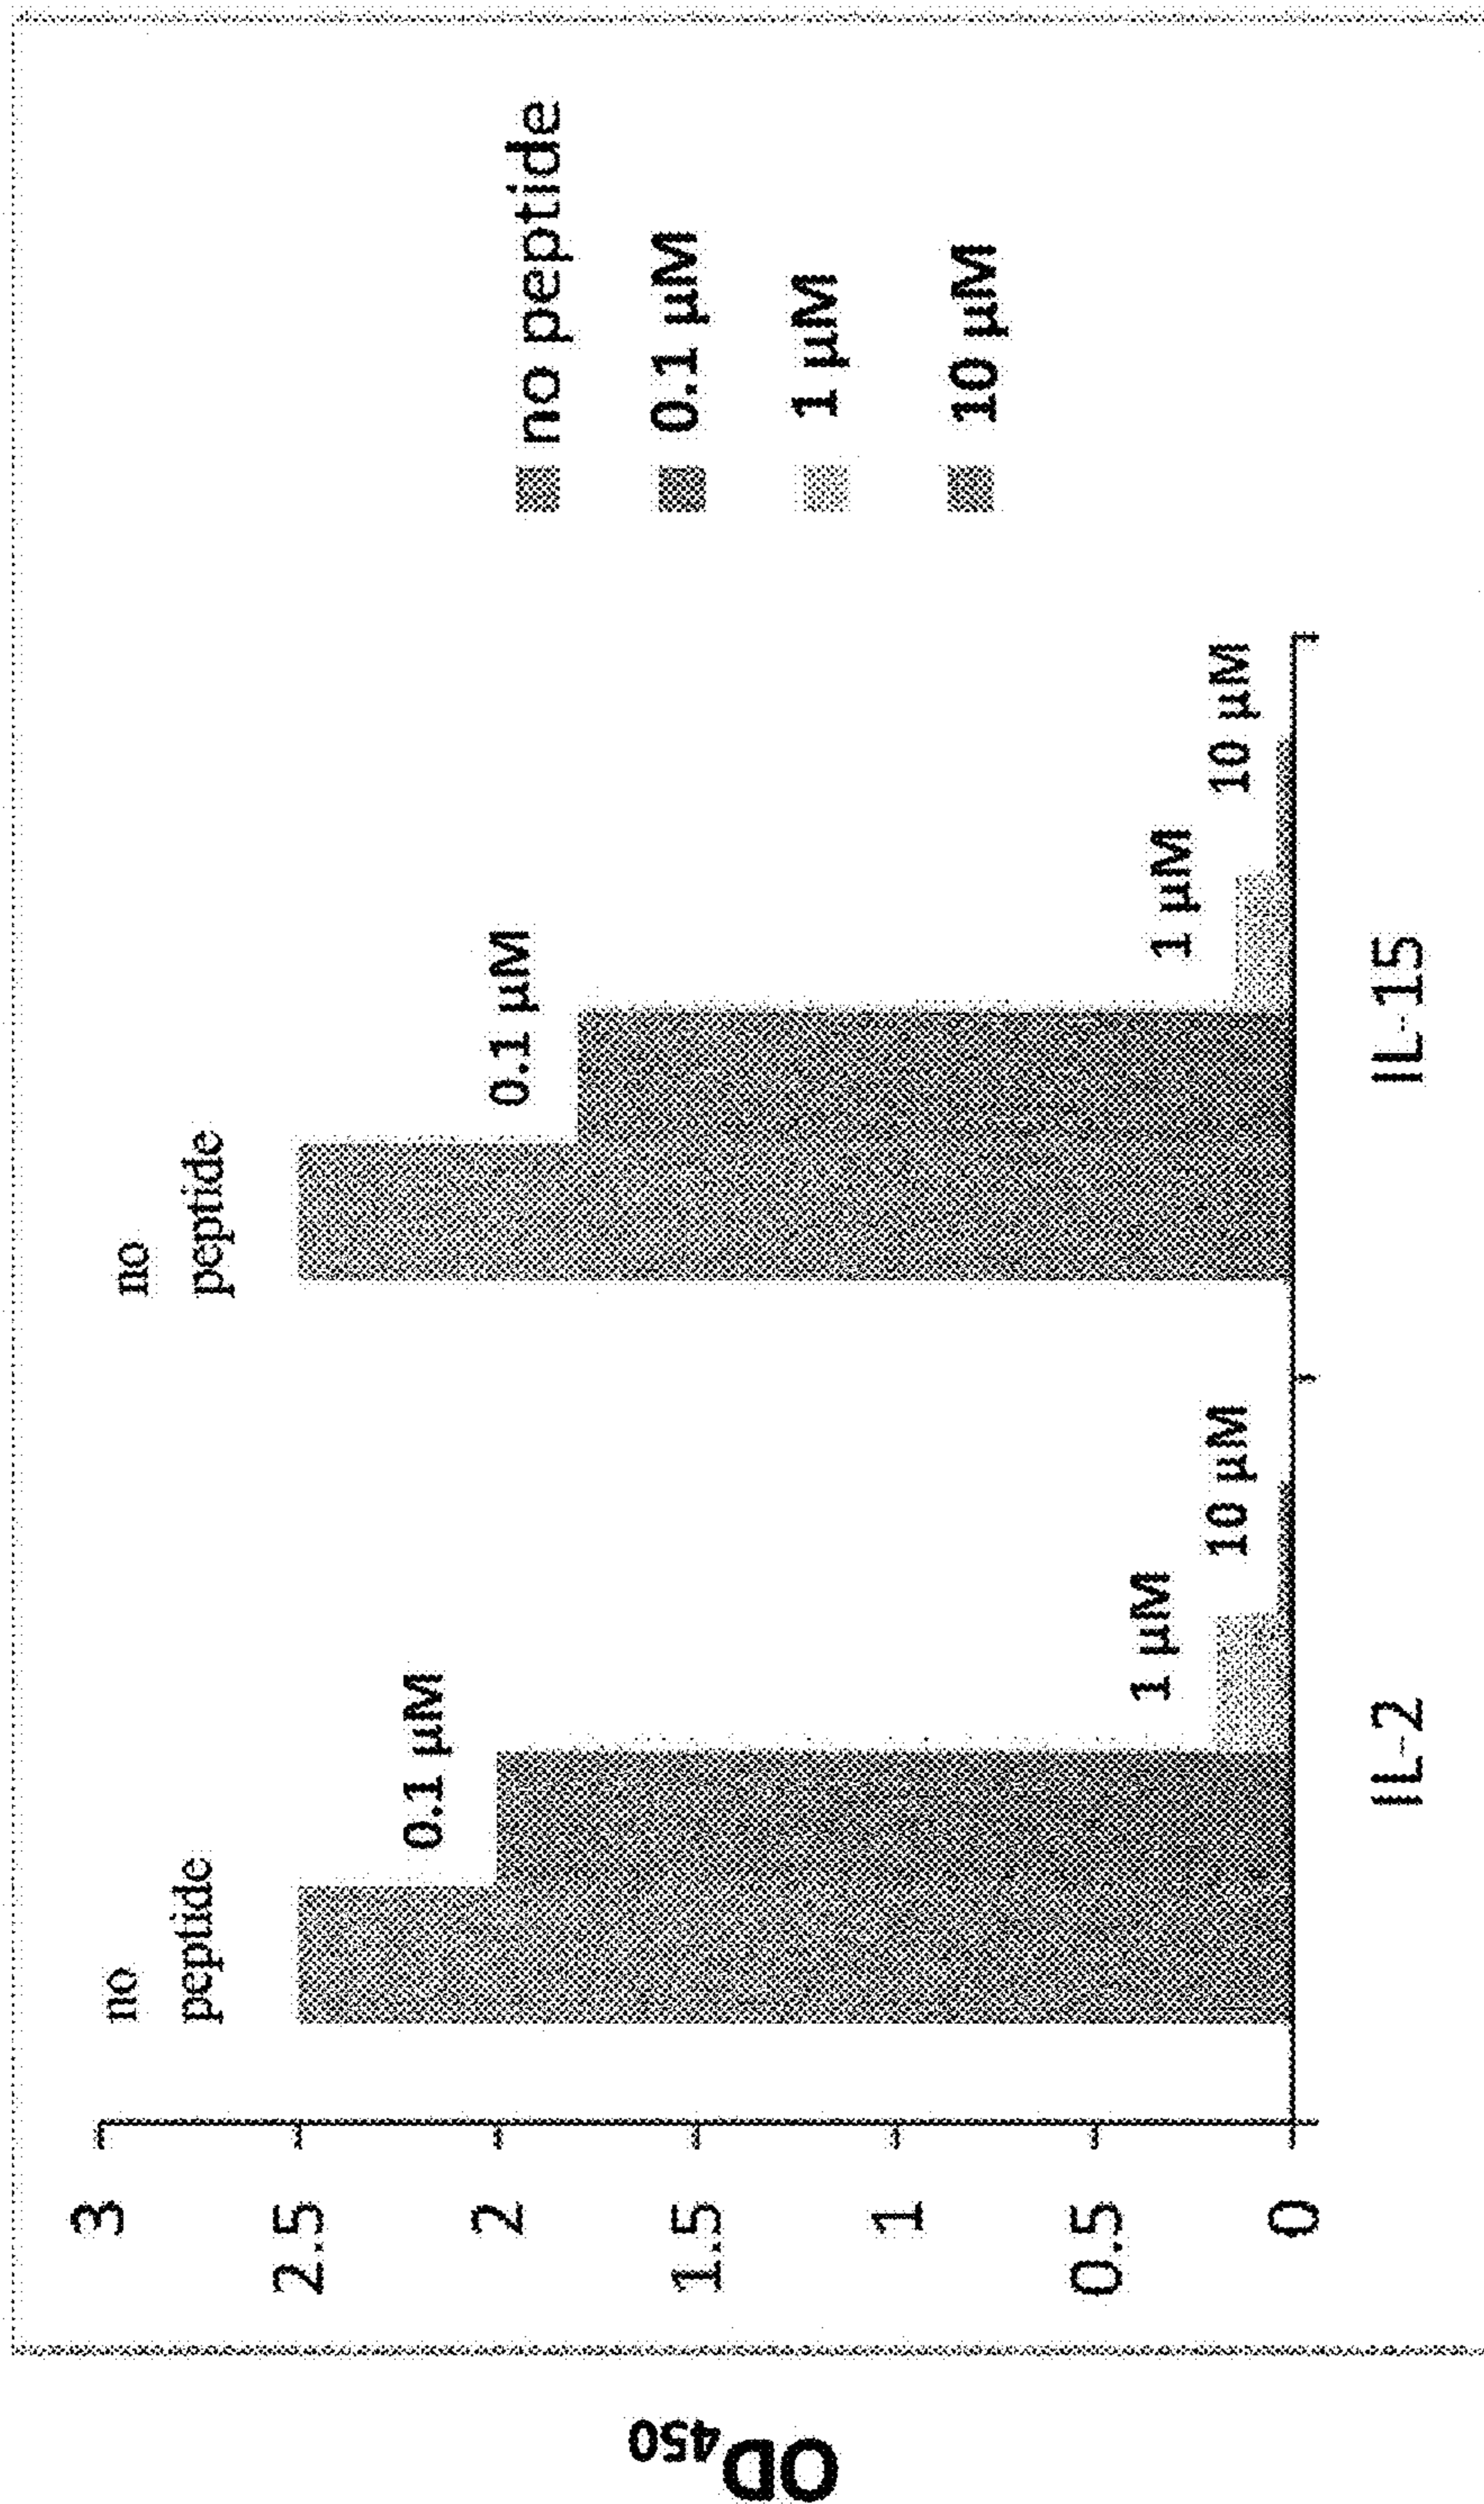 OD450
3
2.5
2
1.5
1
0.5
0
no
peptide
0.1 µM
1 µM
10 µM
IL-2
no
peptide
0.1 µM
1 µM
10 µM
IL-15
no peptide
0.1 µM
1 µM
10 µM